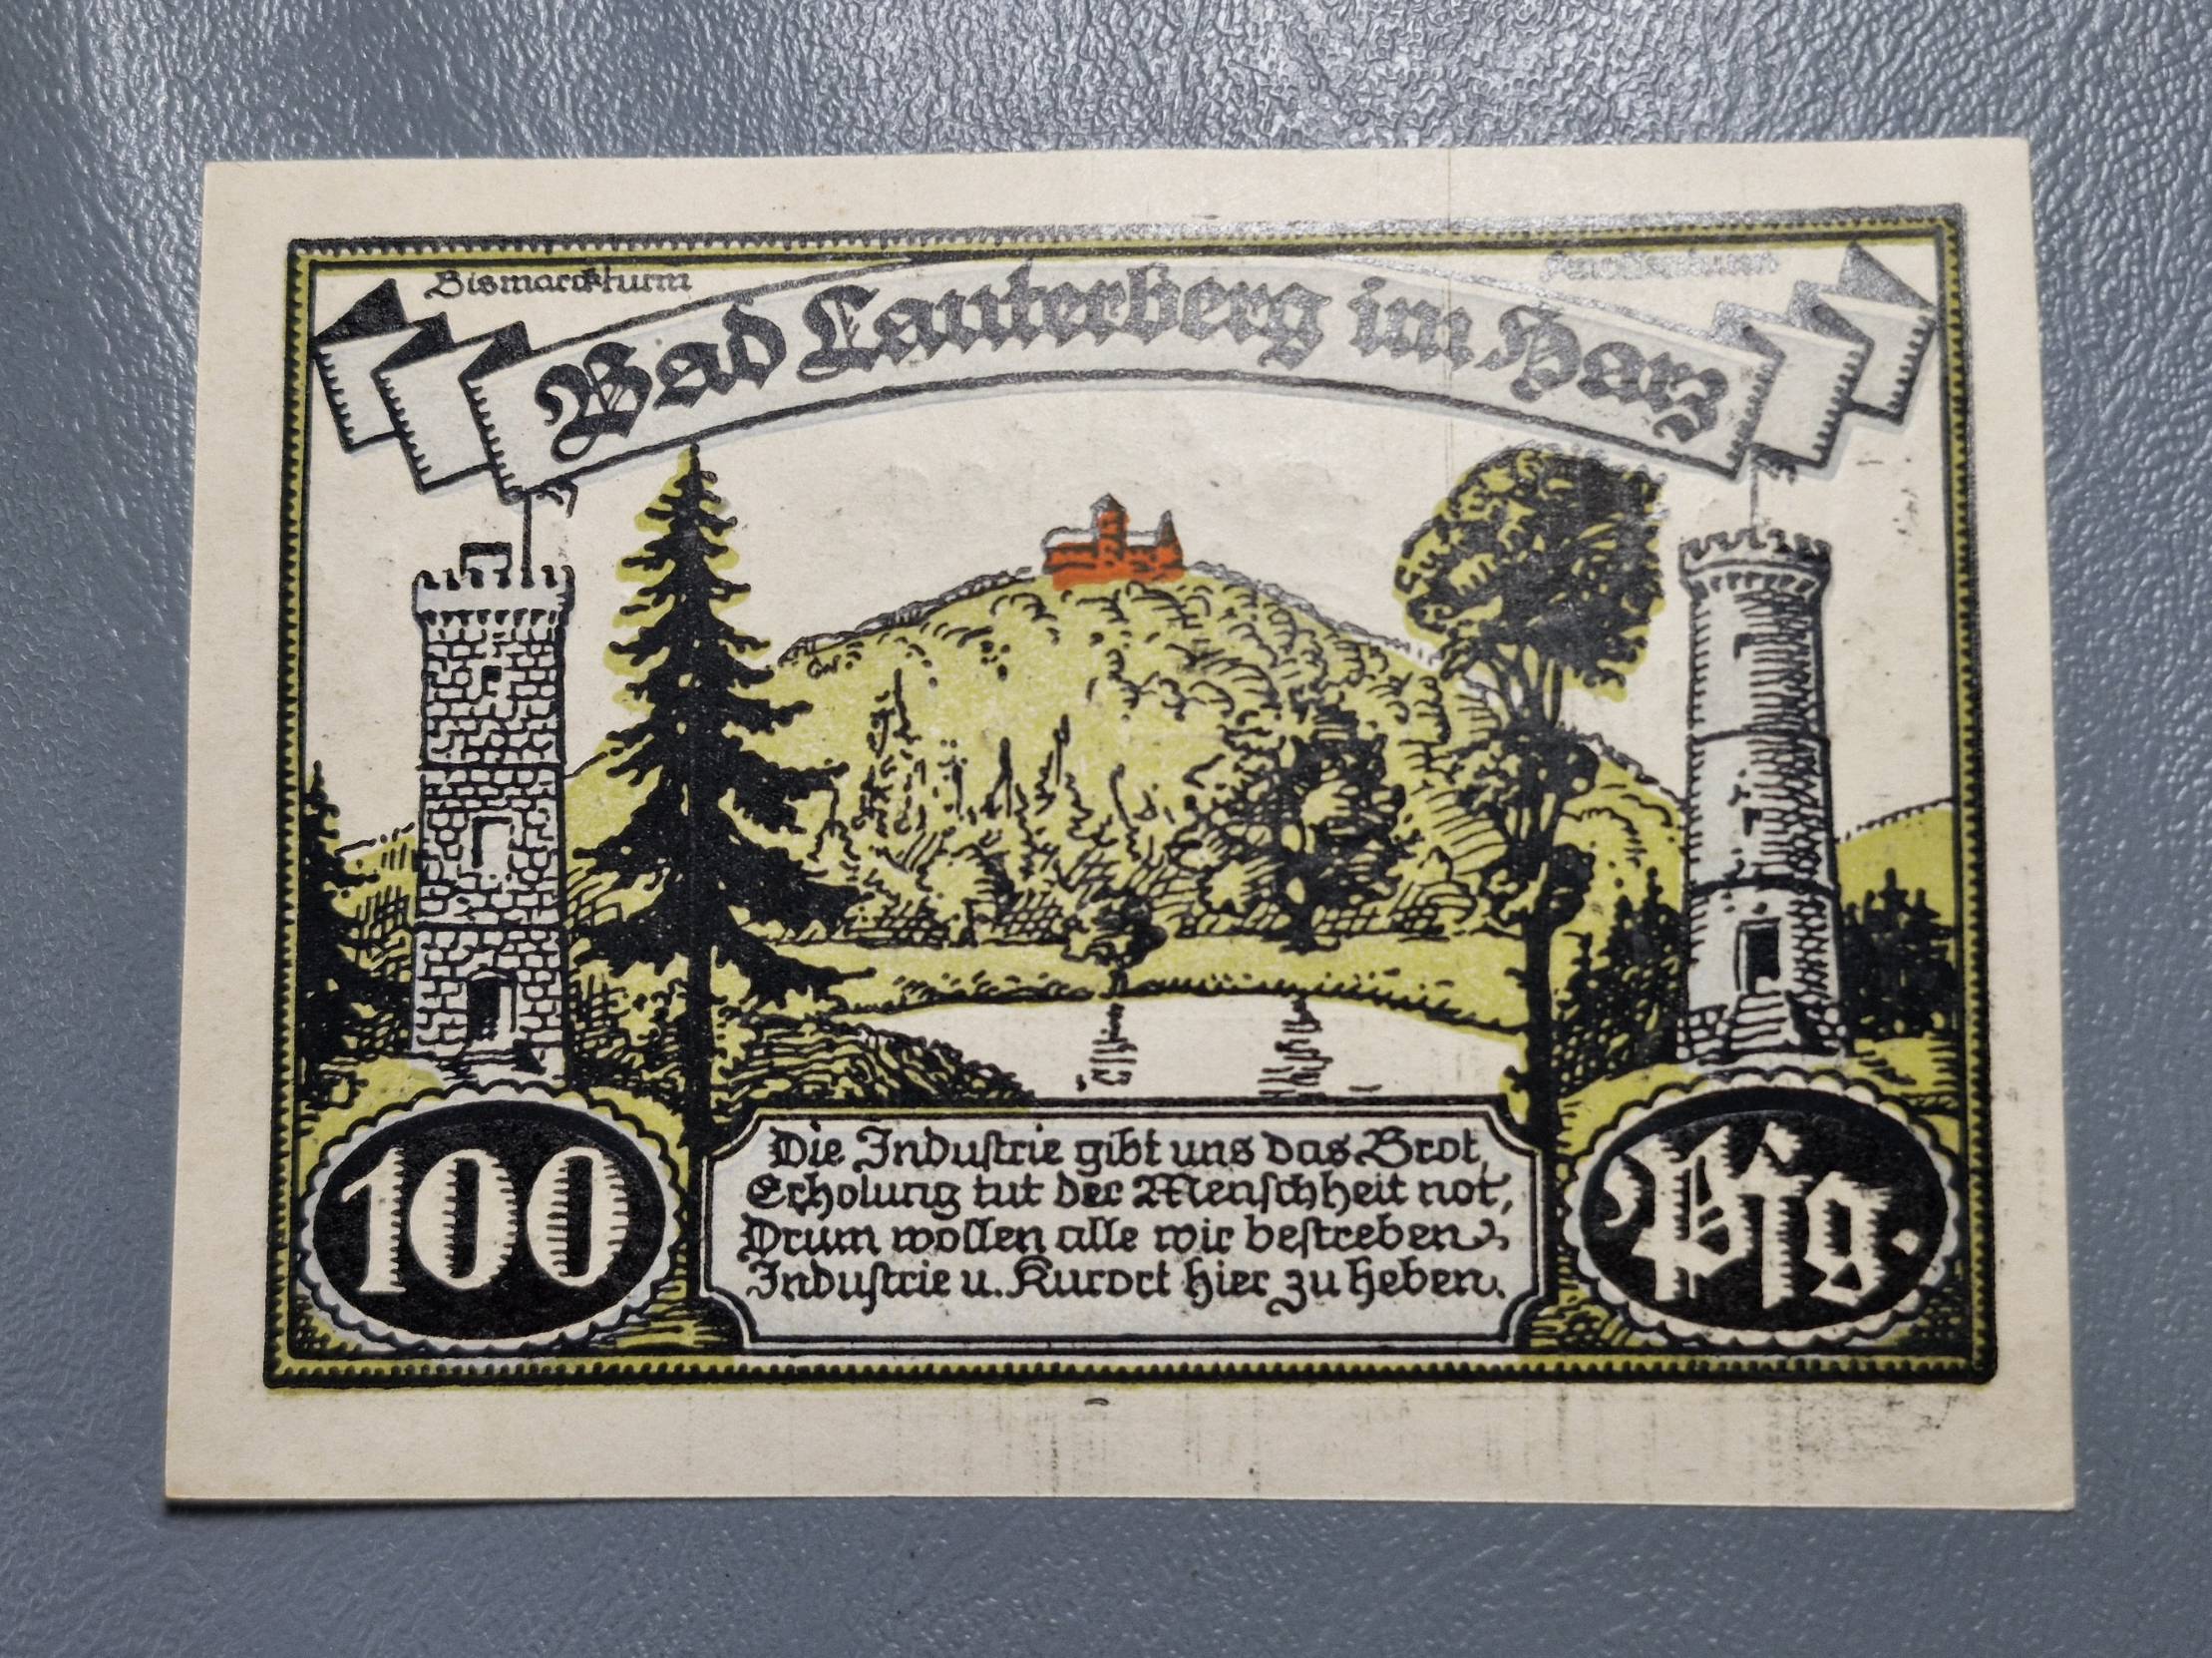 Bismarckturm
Bad Lauterberg im Harz
GW.
100
Die Industrie gibt uns das Brot,
Erholung tut der Menschheit not,
Drum wollen alle wir bestreben
Industrie u. Kurort hier zu heben.
Pfg.